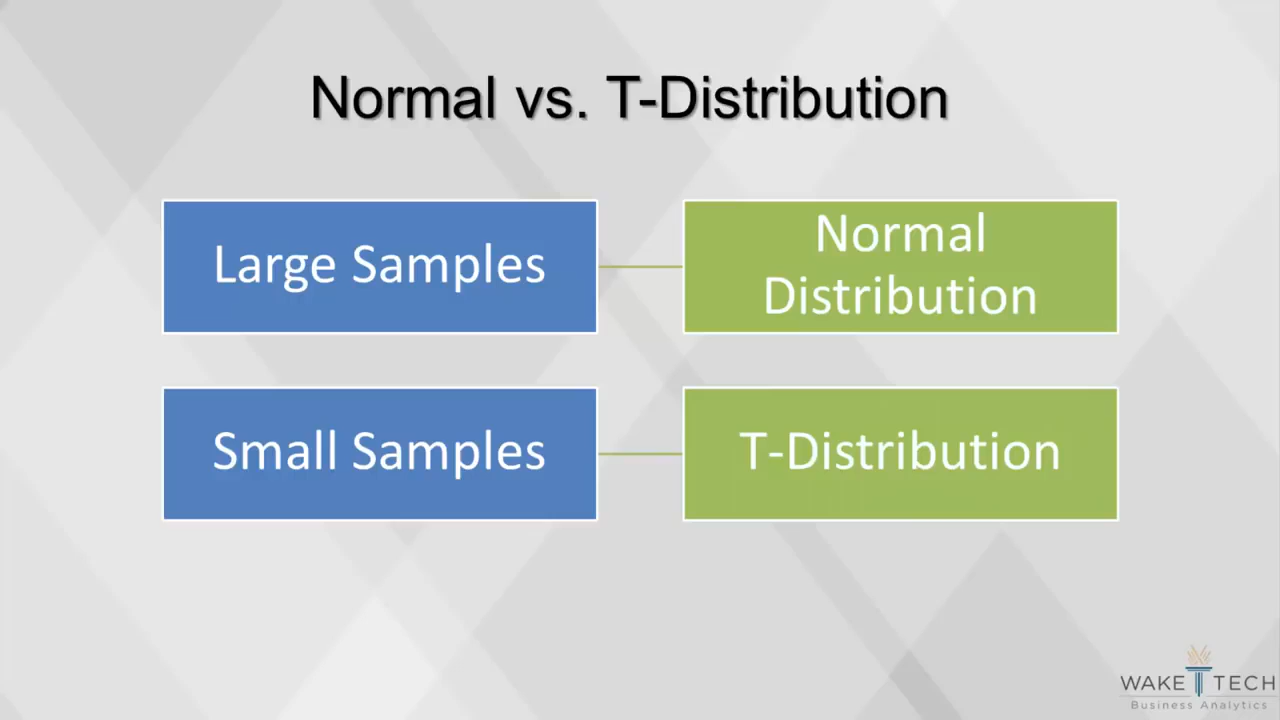 Normal vs. T-Distribution
Large Samples
Normal
Distribution
Small Samples
T-Distribution
WAKE TECH
Business Analytics